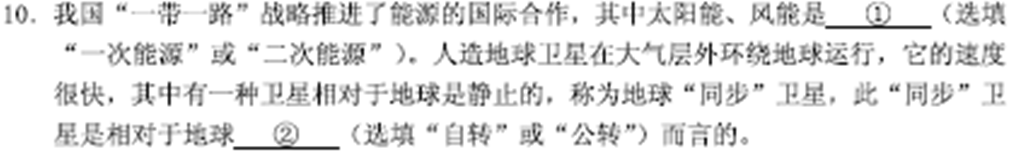 10. 我国“一带一路”战略推进了能源的国际合作，其中太阳能、风能是 ① （选填
“一次能源”或“二次能源”）。人造地球卫星在大气层外环绕地球运行，它的速度
很快，其中有一种卫星相对于地球是静止的，称为地球“同步”卫星，此“同步”卫
星是相对于地球 ② （选填“自转”或“公转”）而言的。